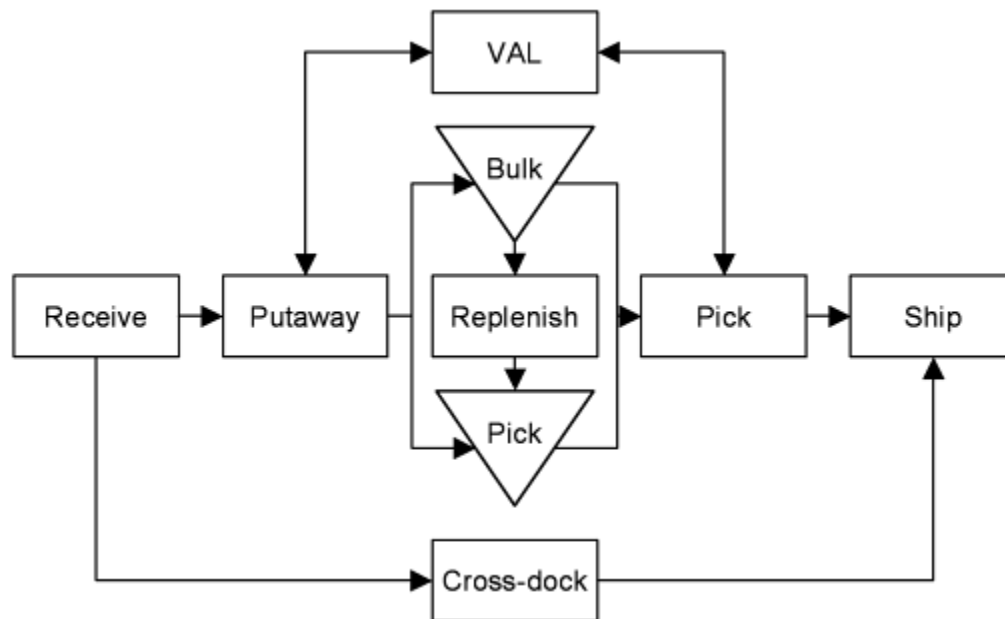 VAL
Bulk
Receive
Putaway
Replenish
Pick
Ship
Pick
Cross-dock